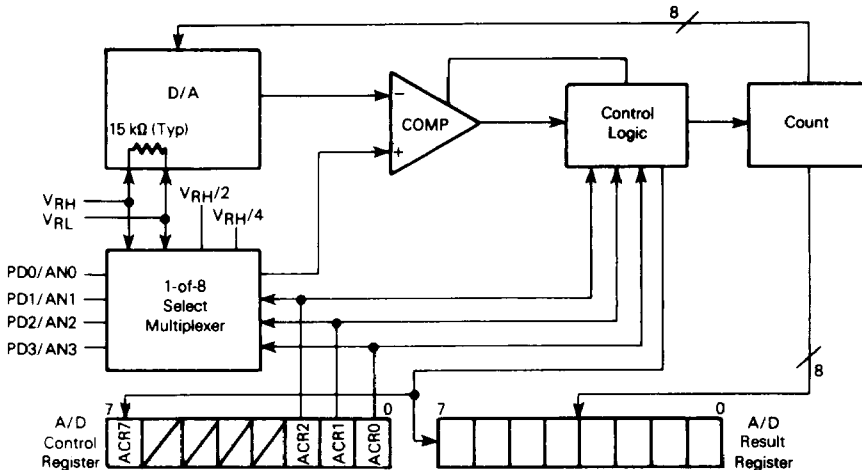 8
D/A
15 kΩ (Typ)
−
COMP
+
Control
Logic
Count
VRH
VRL
VRH/2
VRH/4
PD0/AN0
PD1/AN1
PD2/AN2
PD3/AN3
1-of-8
Select
Multiplexer
8
7
0
A/D
Control
Register
ACR7
ACR2
ACR1
ACR0
7
0
A/D
Result
Register